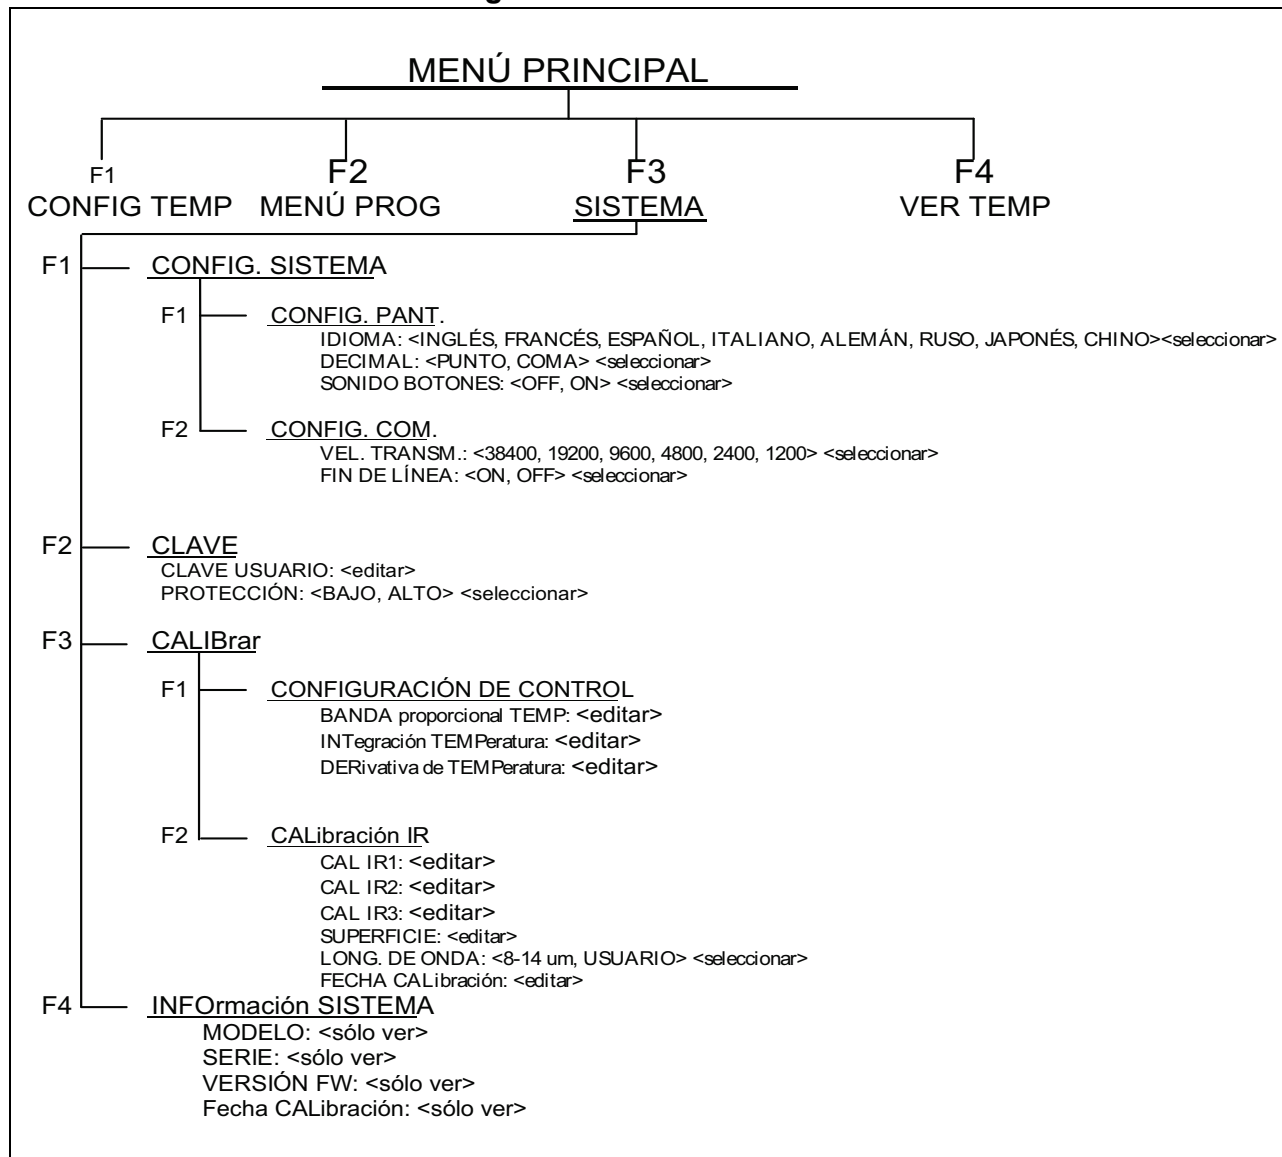 MENÚ PRINCIPAL
F1 F2 F3 F4
CONFIG TEMP MENÚ PROG SISTEMA VER TEMP
F1 CONFIG. SISTEMA
F1 CONFIG. PANT.
IDIOMA: <INGLÉS, FRANCÉS, ESPAÑOL, ITALIANO, ALEMÁN, RUSO, JAPONÉS, CHINO><seleccionar>
DECIMAL: <PUNTO, COMA> <seleccionar>
SONIDO BOTONES: <OFF, ON> <seleccionar>
F2 CONFIG. COM.
VEL. TRANSM.: <38400, 19200, 9600, 4800, 2400, 1200> <seleccionar>
FIN DE LÍNEA: <ON, OFF> <seleccionar>
F2 CLAVE
CLAVE USUARIO: <editar>
PROTECCIÓN: <BAJO, ALTO> <seleccionar>
F3 CALIBrar
F1 CONFIGURACIÓN DE CONTROL
BANDA proporcional TEMP: <editar>
INTegración TEMPeratura: <editar>
DERivativa de TEMPeratura: <editar>
F2 CALibración IR
CAL IR1: <editar>
CAL IR2: <editar>
CAL IR3: <editar>
SUPERFICIE: <editar>
LONG. DE ONDA: <8-14 um, USUARIO> <seleccionar>
FECHA CALibración: <editar>
F4 INFOrmación SISTEMA
MODELO: <sólo ver>
SERIE: <sólo ver>
VERSIÓN FW: <sólo ver>
Fecha CALibración: <sólo ver>